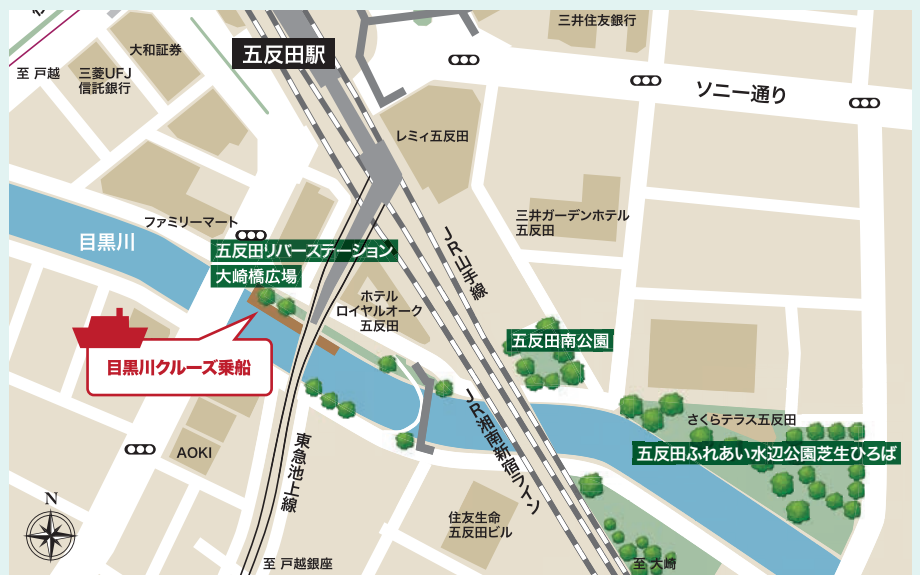 三井住友銀行
大和証券
五反田駅
至 戸越
三菱UFJ
信託銀行
ソニー通り
レミィ五反田
ファミリーマート
三井ガーデンホテル
五反田
目黒川
五反田リバーステーション
大崎橋広場
JR山手線
ホテル
ロイヤルオーク
五反田
五反田南公園
目黒川クルーズ乗船
さくらテラス五反田
JR湘南新宿ライン
五反田ふれあい水辺公園芝生ひろば
東急池上線
AOKI
N
住友生命
五反田ビル
至 戸越銀座
至 大崎